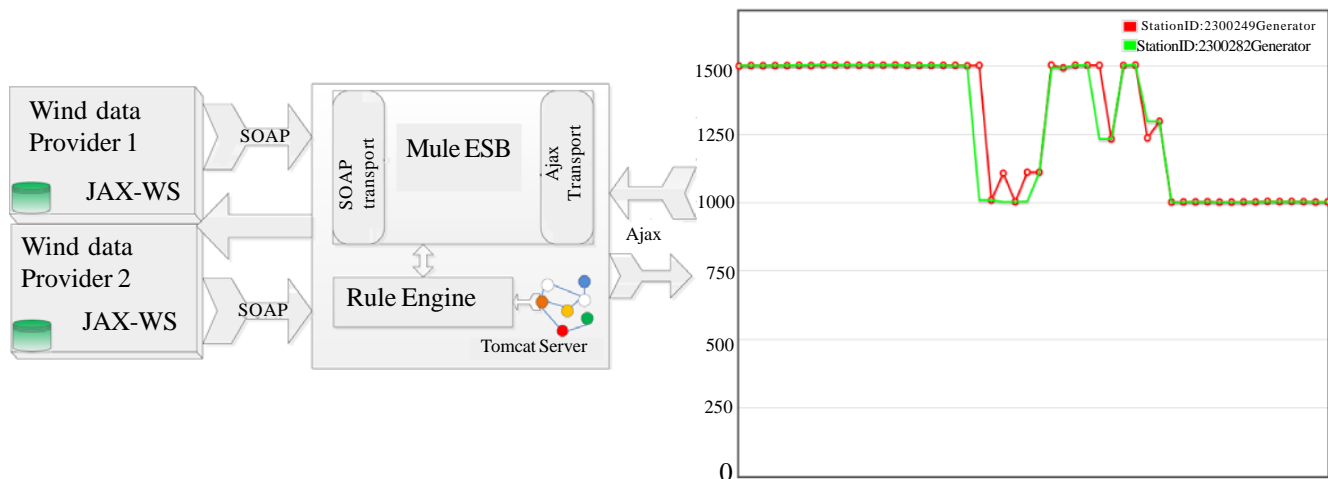 Wind data
Provider 1
JAX-WS
SOAP
Wind data
Provider 2
JAX-WS
SOAP
SOAP
transport
Mule ESB
Ajax
Transport
Rule Engine
Tomcat Server
Ajax
StationID:2300249Generator
StationID:2300282Generator
1500
1250
1000
750
500
250
0